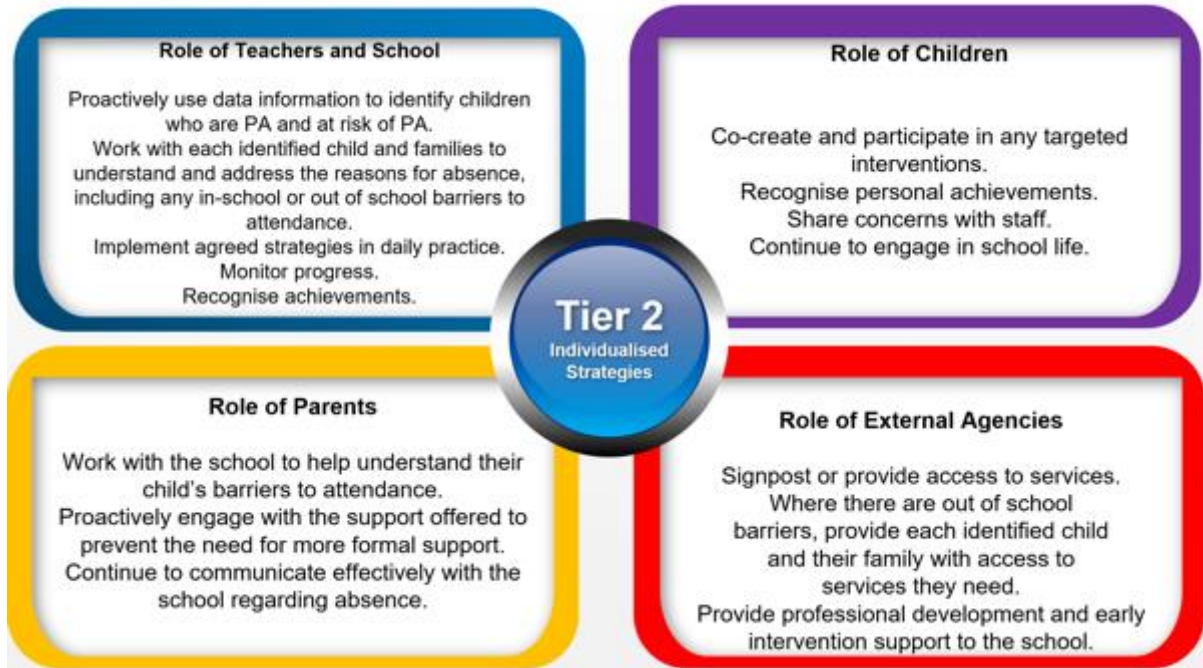 Role of Teachers and School
Proactively use data information to identify children
who are PA and at risk of PA.
Work with each identified child and families to
understand and address the reasons for absence,
including any in-school or out of school barriers to
attendance.
Implement agreed strategies in daily practice.
Monitor progress.
Recognise achievements.
Role of Children
Co-create and participate in any targeted
interventions.
Recognise personal achievements.
Share concerns with staff.
Continue to engage in school life.
Tier 2
Individualised
Strategies
Role of Parents
Work with the school to help understand their
child's barriers to attendance.
Proactively engage with the support offered to
prevent the need for more formal support.
Continue to communicate effectively with the
school regarding absence.
Role of External Agencies
Signpost or provide access to services.
Where there are out of school
barriers, provide each identified child
and their family with access to
services they need.
Provide professional development and early
intervention support to the school.